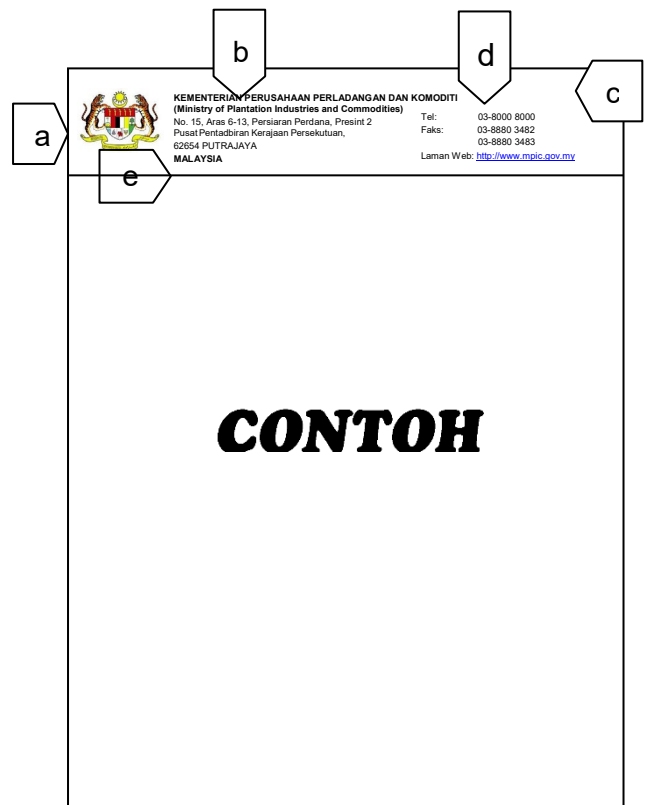 b
d
c
a
e
KEMENTERIAN PERUSAHAAN PERLADANGAN DAN KOMODITI
(Ministry of Plantation Industries and Commodities)
No. 15, Aras 6-13, Persiaran Perdana, Presint 2
Pusat Pentadbiran Kerajaan Persekutuan,
62654 PUTRAJAYA
MALAYSIA
Tel: 03-8000 8000
Faks: 03-8880 3482
03-8880 3483
Laman Web: http://www.mpic.gov.my
CONTOH